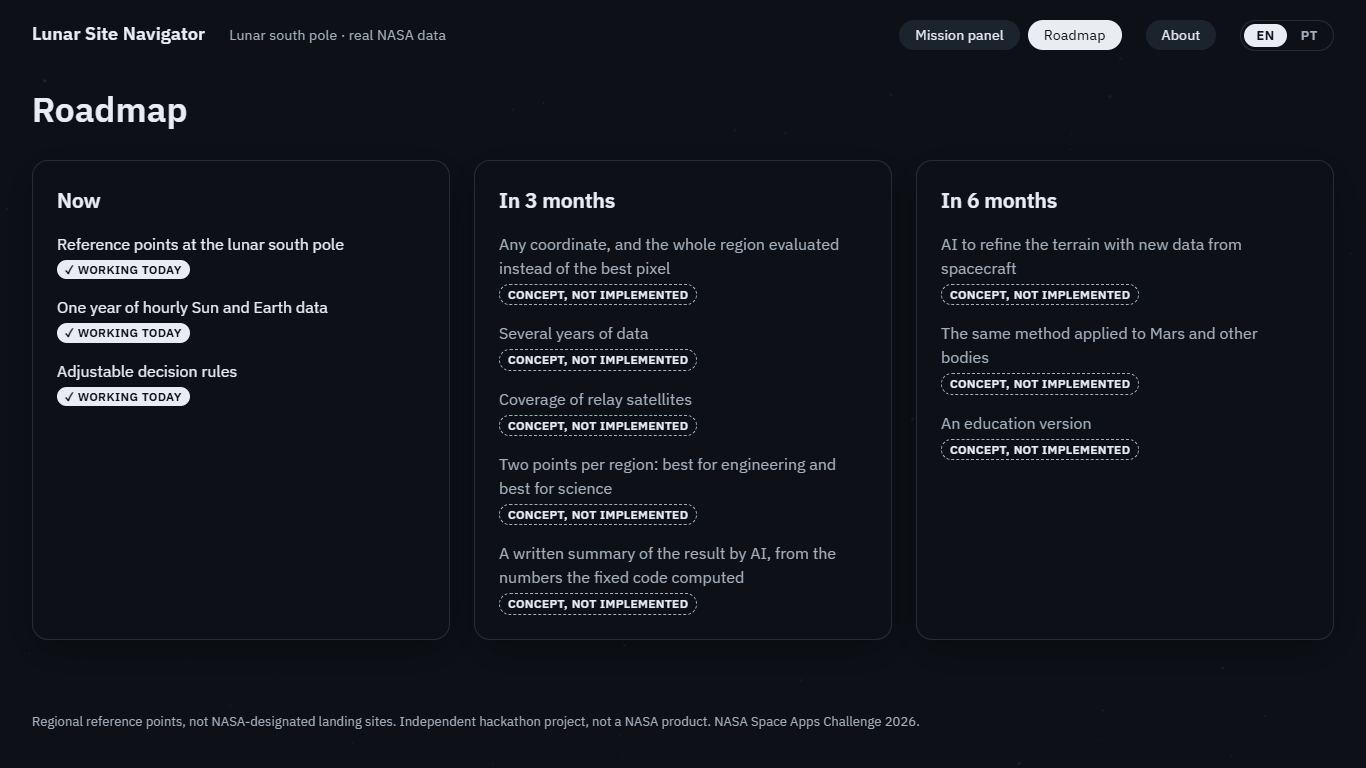 Lunar Site Navigator
Lunar south pole · real NASA data
Mission panel
Roadmap
About
EN
PT
Roadmap
Now
Reference points at the lunar south pole
✓ WORKING TODAY
One year of hourly Sun and Earth data
✓ WORKING TODAY
Adjustable decision rules
✓ WORKING TODAY
In 3 months
Any coordinate, and the whole region evaluated
instead of the best pixel
CONCEPT, NOT IMPLEMENTED
Several years of data
CONCEPT, NOT IMPLEMENTED
Coverage of relay satellites
CONCEPT, NOT IMPLEMENTED
Two points per region: best for engineering and
best for science
CONCEPT, NOT IMPLEMENTED
A written summary of the result by AI, from the
numbers the fixed code computed
CONCEPT, NOT IMPLEMENTED
In 6 months
AI to refine the terrain with new data from
spacecraft
CONCEPT, NOT IMPLEMENTED
The same method applied to Mars and other
bodies
CONCEPT, NOT IMPLEMENTED
An education version
CONCEPT, NOT IMPLEMENTED
Regional reference points, not NASA-designated landing sites. Independent hackathon project, not a NASA product. NASA Space Apps Challenge 2026.